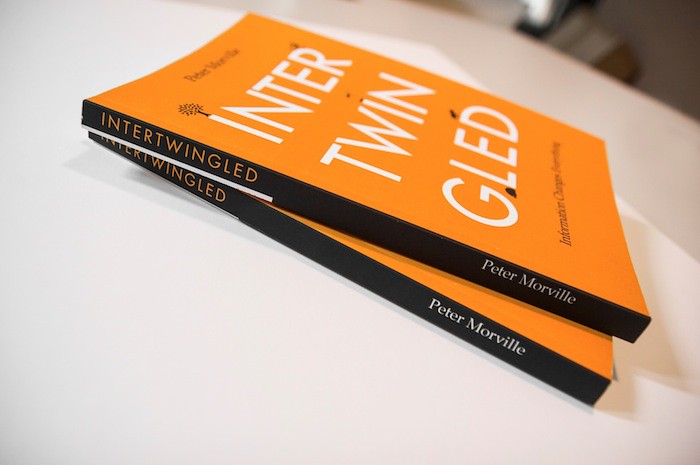 Peter Morville
INTER
TWIN
GLED
Information Changes Everything
INTERTWINGLED
Peter Morville
INTERTWINGLED
Peter Morville